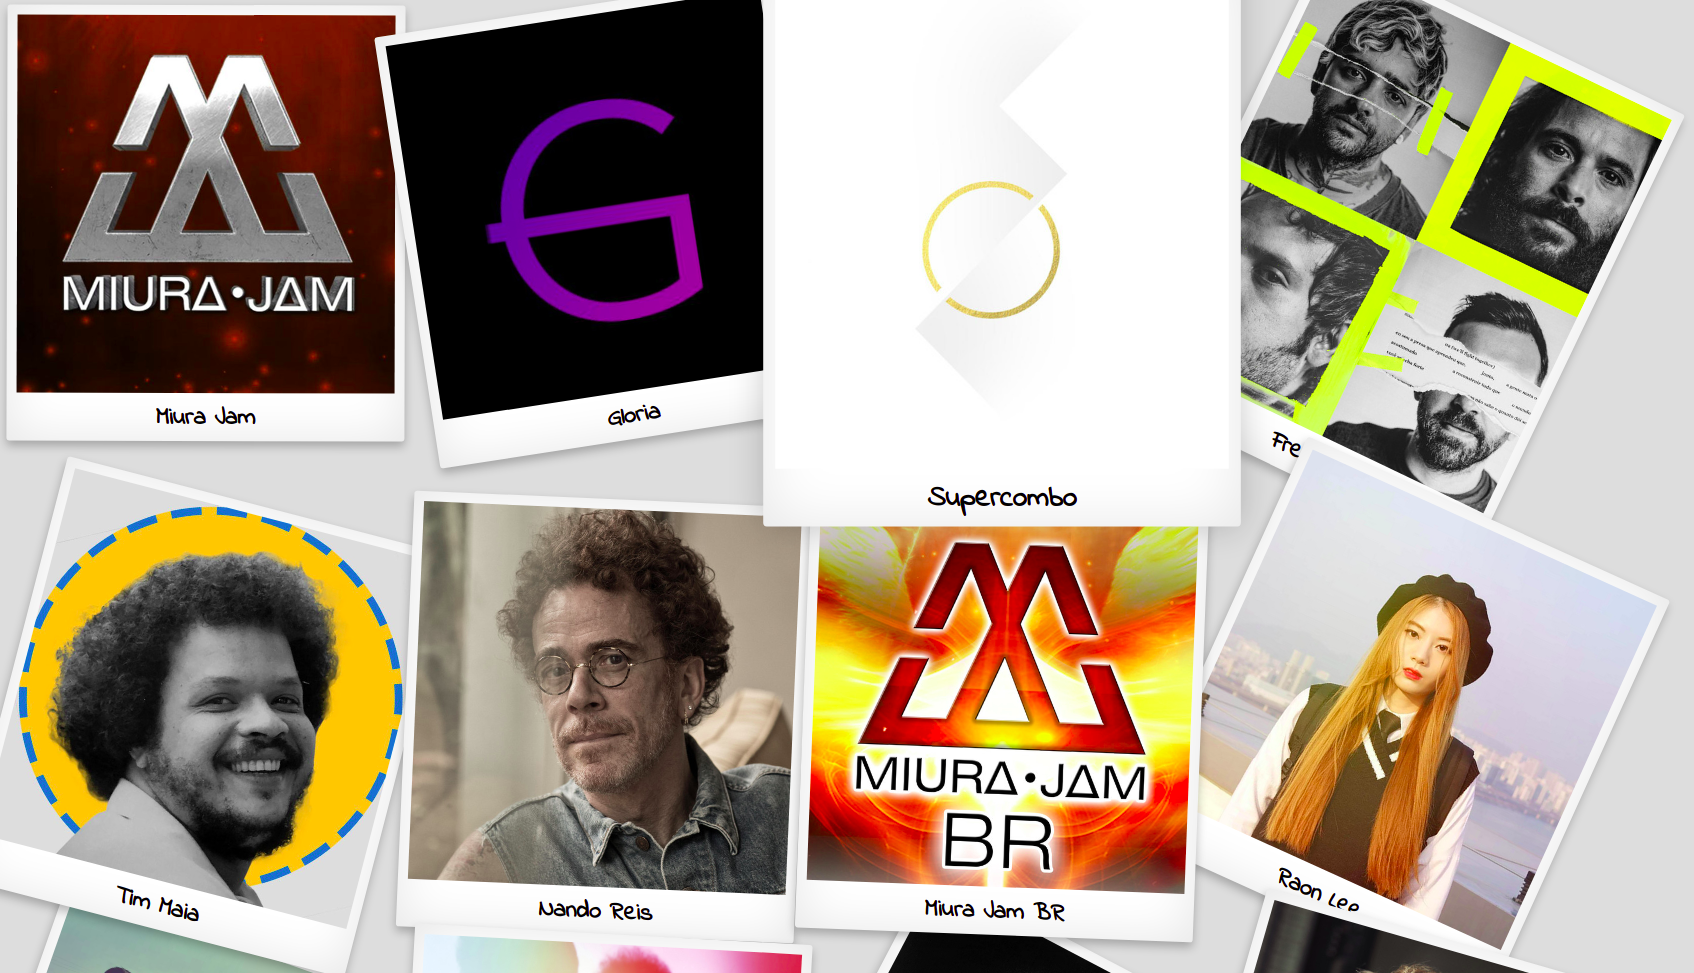 MIURA•JAM
Miura Jam
Gloria
Supercombo
Fre
Tim Maia
Nando Reis
MIURA•JAM
BR
Miura Jam BR
Raon Lee